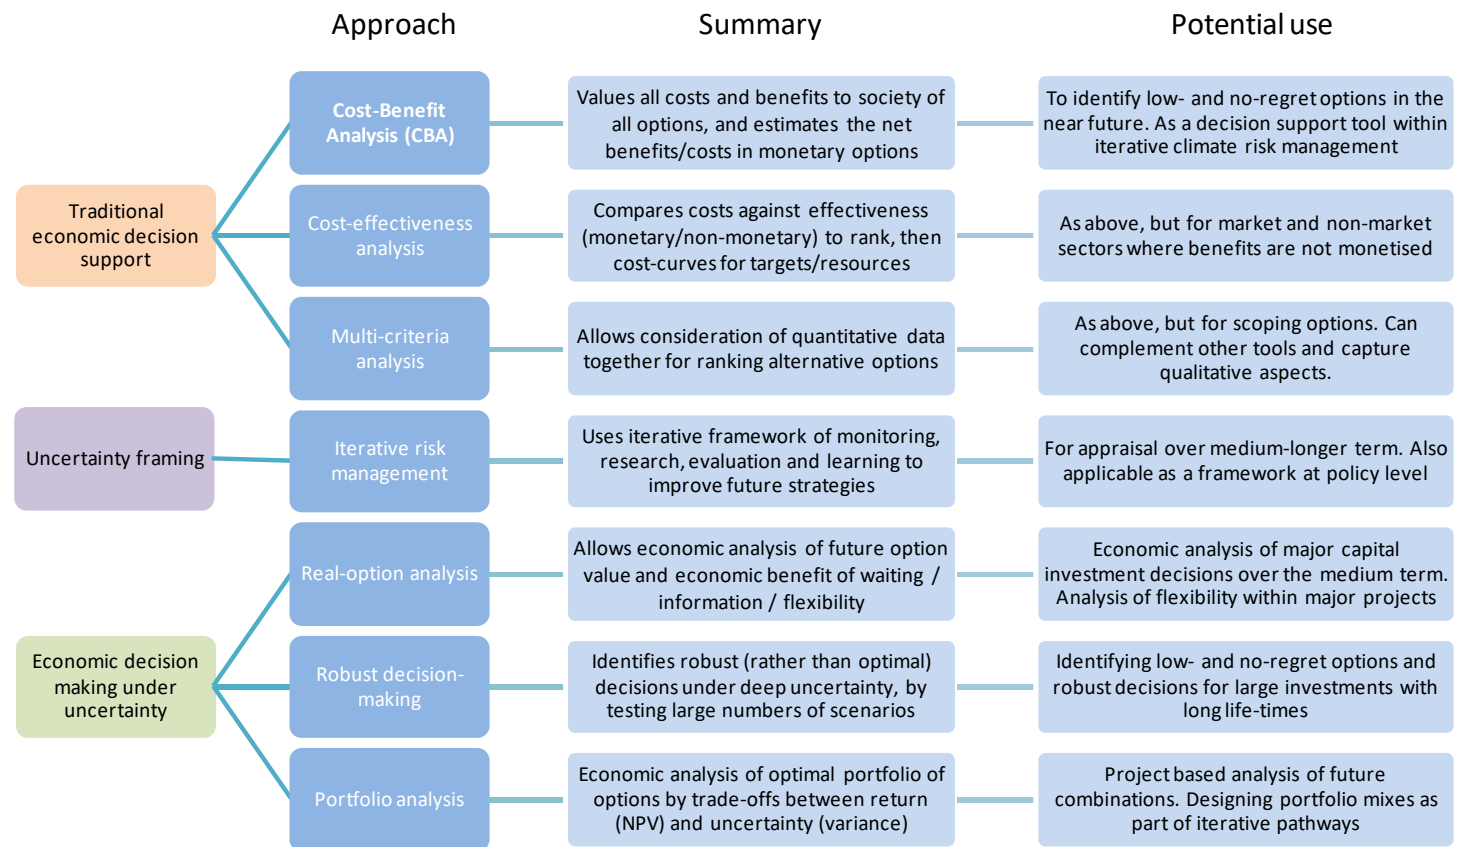 Approach
Summary
Potential use
Traditional
economic decision
support
Cost-Benefit
Analysis (CBA)
Values all costs and benefits to society of
all options, and estimates the net
benefits/costs in monetary options
To identify low- and no-regret options in the
near future. As a decision support tool within
iterative climate risk management
Cost-effectiveness
analysis
Compares costs against effectiveness
(monetary/non-monetary) to rank, then
cost-curves for targets/resources
As above, but for market and non-market
sectors where benefits are not monetised
Multi-criteria
analysis
Allows consideration of quantitative data
together for ranking alternative options
As above, but for scoping options. Can
complement other tools and capture
qualitative aspects.
Uncertainty framing
Iterative risk
management
Uses iterative framework of monitoring,
research, evaluation and learning to
improve future strategies
For appraisal over medium-longer term. Also
applicable as a framework at policy level
Economic decision
making under
uncertainty
Real-option analysis
Allows economic analysis of future option
value and economic benefit of waiting /
information / flexibility
Economic analysis of major capital
investment decisions over the medium term.
Analysis of flexibility within major projects
Robust decision-
making
Identifies robust (rather than optimal)
decisions under deep uncertainty, by
testing large numbers of scenarios
Identifying low- and no-regret options and
robust decisions for large investments with
long life-times
Portfolio analysis
Economic analysis of optimal portfolio of
options by trade-offs between return
(NPV) and uncertainty (variance)
Project based analysis of future
combinations. Designing portfolio mixes as
part of iterative pathways